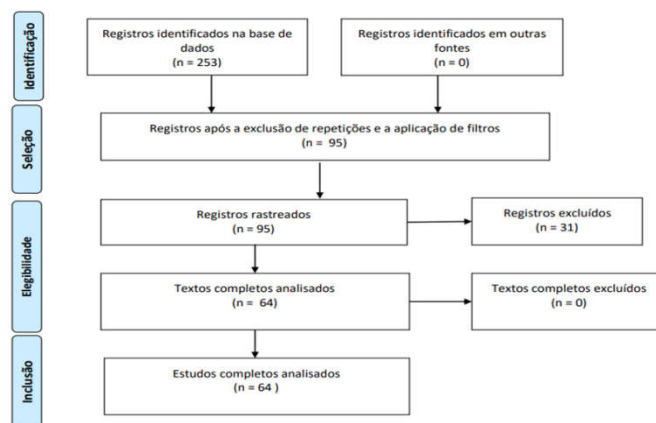 Identificação
Registros identificados na base de
dados
(n = 253)
Registros identificados em outras
fontes
(n = 0)
Seleção
Registros após a exclusão de repetições e a aplicação de filtros
(n = 95)
Elegibilidade
Registros rastreados
(n = 95)
Registros excluídos
(n = 31)
Textos completos analisados
(n = 64)
Textos completos excluídos
(n = 0)
Inclusão
Estudos completos analisados
(n = 64 )